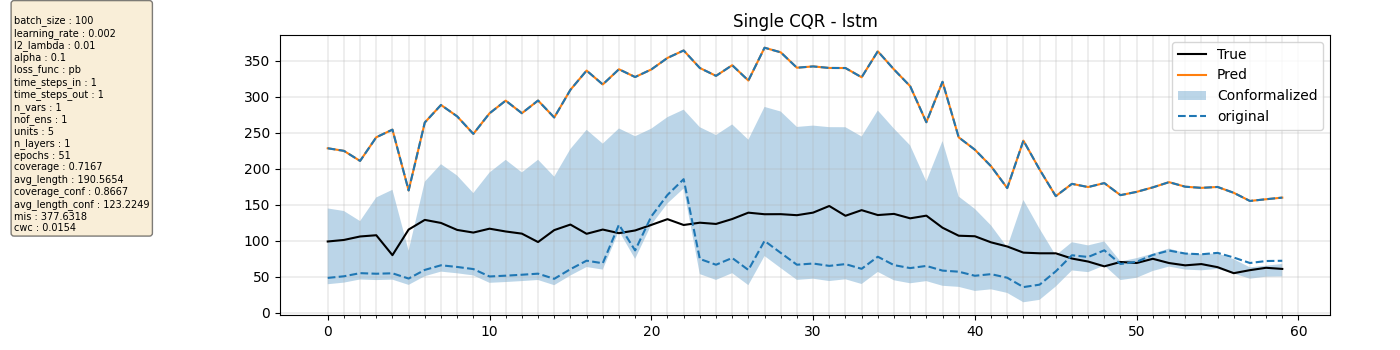 batch_size : 100
learning_rate : 0.002
l2_lambda : 0.01
alpha : 0.1
loss_func : pb
time_steps_in : 1
time_steps_out : 1
n_vars : 1
nof_ens : 1
units : 5
n_layers : 1
epochs : 51
coverage : 0.7167
avg_length : 190.5654
coverage_conf : 0.8667
avg_length_conf : 123.2249
mis : 377.6318
cwc : 0.0154
Single CQR - lstm
350
300
250
200
150
100
50
0
True
Pred
Conformalized
original
0 10 20 30 40 50 60